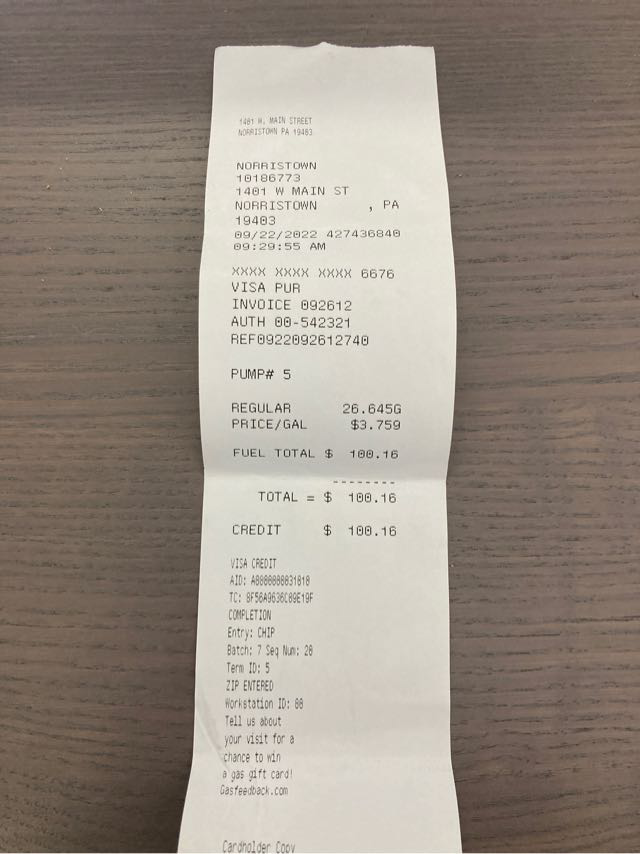 1401 W. MAIN STREET
NORRISTOWN PA 19403
NORRISTOWN
10186773
1401 W MAIN ST
NORRISTOWN , PA
19403
09/22/2022 427436840
09:29:55 AM
XXXX XXXX XXXX 6676
VISA PUR
INVOICE 092612
AUTH 00-542321
REF0922092612740
PUMP# 5
REGULAR 26.645G
PRICE/GAL $3.759
FUEL TOTAL $ 100.16
--------
TOTAL = $ 100.16
CREDIT $ 100.16
VISA CREDIT
AID: A0000000031010
TC: 8F56A9636C89E19F
COMPLETION
Entry: CHIP
Batch: 7 Seq Num: 28
Term ID: 5
ZIP ENTERED
Workstation ID: 00
Tell us about
your visit for a
chance to win
a gas gift card!
Gasfeedback.com
Cardholder Copy